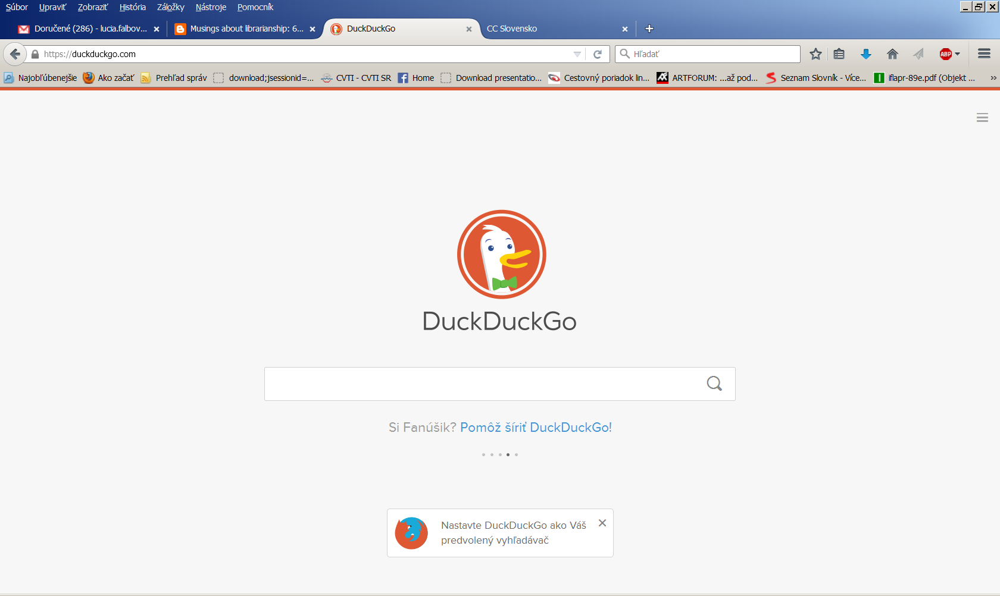 Súbor Upraviť Zobraziť História Záložky Nástroje Pomocník
Doručené (286) - lucia.falbov... Musings about librarianship: 6... DuckDuckGo CC Slovensko
https://duckduckgo.com Hľadať ABP
Najobľúbenejšie Ako začať Prehľad správ download;jsessionid=... CVTI - CVTI SR Home Download presentatio... Cestovný poriadok lin... ARTFORUM: ...až pod... Seznam Slovník - Více... iflapr-89e.pdf (Objekt ...
DuckDuckGo
Si Fanúšik? Pomôž šíriť DuckDuckGo!
Nastavte DuckDuckGo ako Váš
predvolený vyhľadávač